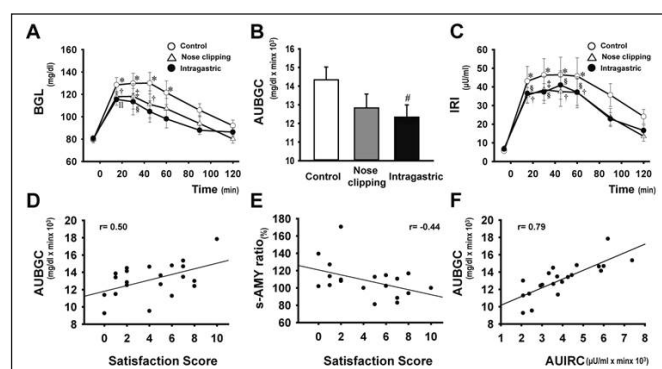 A
BGL
(mg/dl)
160
140
120
100
80
60
0 20 40 60 80 100 120
Time (min)
Control
Nose clipping
Intragastric
B
AUBGC
(mg/dl x minx 10³)
16
15
14
13
12
11
#
Control
Nose clipping
Intragastric
C
IRI
(μU/ml)
60
50
40
30
20
10
0
0 20 40 60 80 100 120
Time (min)
Control
Nose clipping
Intragastric
D
r= 0.50
AUBGC
(mg/dl x minx 10³)
20
18
16
14
12
10
8
0 2 4 6 8 10
Satisfaction Score
E
r= -0.44
s-AMY ratio(%)
180
160
140
120
100
80
60
0 2 4 6 8 10
Satisfaction Score
F
r= 0.79
AUBGC
(mg/dl x minx 10³)
20
18
16
14
12
10
8
1 2 3 4 5 6 7 8
AUIRC (μU/ml x minx 10³)